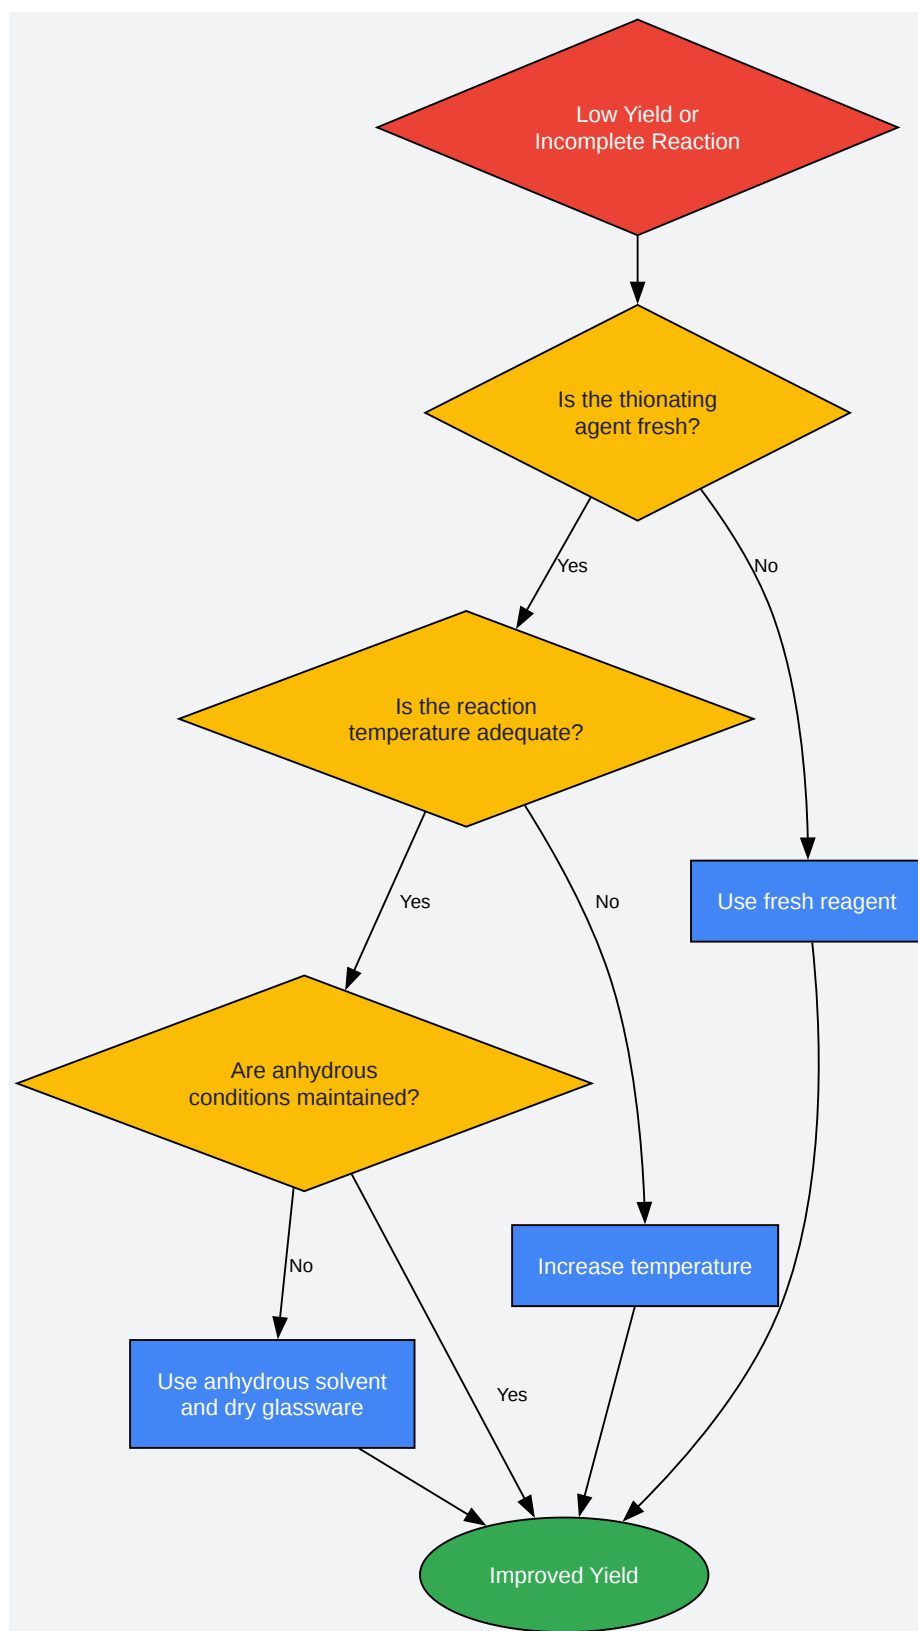 Low Yield or
Incomplete Reaction
Is the thionating
agent fresh?
Yes
No
Is the reaction
temperature adequate?
Yes
No
Use fresh reagent
Are anhydrous
conditions maintained?
No
Increase temperature
Use anhydrous solvent
and dry glassware
Yes
Improved Yield